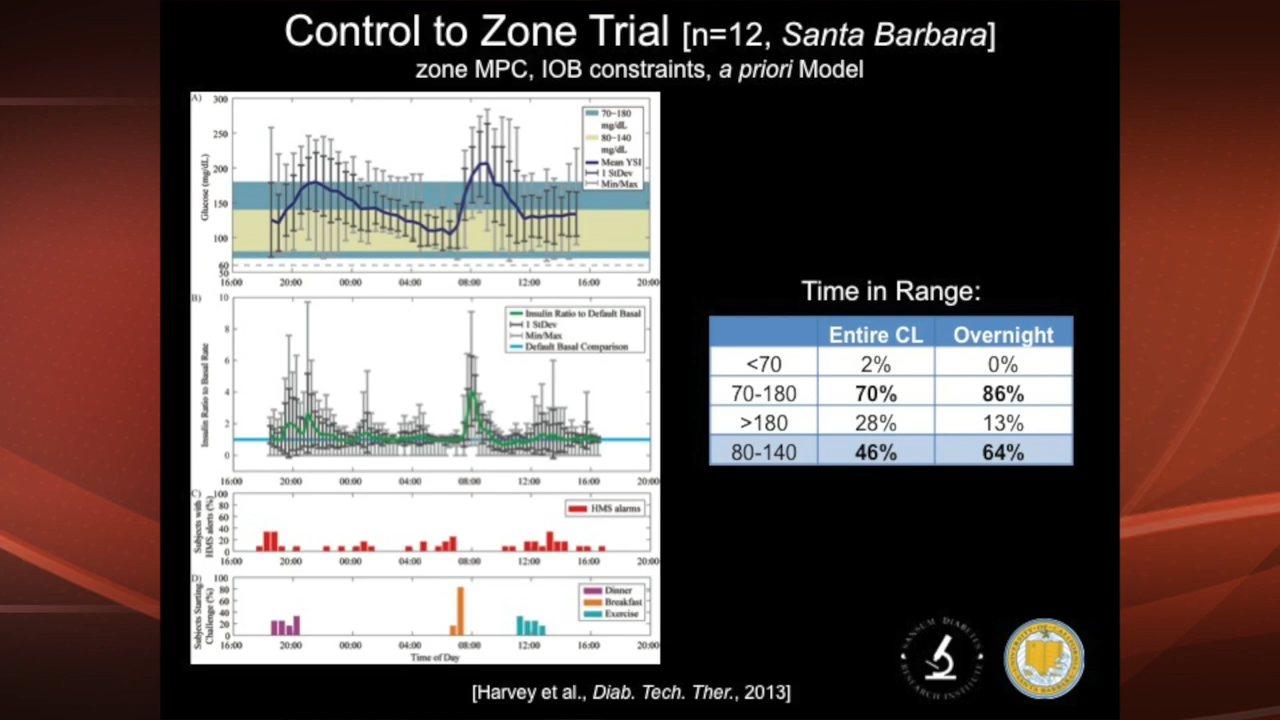 Control to Zone Trial [n=12, Santa Barbara]
zone MPC, IOB constraints, a priori Model
A)
300
250
200
150
100
60
50
Glucose (mg/dL)
70−180
mg/dL
80−140
mg/dL
Mean YSI
1 StDev
Min/Max
16:00 20:00 00:00 04:00 08:00 12:00 16:00 20:00
B)
10
8
6
4
2
0
Insulin Ratio to Basal Rate
Insulin Ratio to Default Basal
1 StDev
Min/Max
Default Basal Comparison
16:00 20:00 00:00 04:00 08:00 12:00 16:00 20:00
C)
100
80
60
40
20
0
Subjects with
HMS alerts (%)
HMS alarms
16:00 20:00 00:00 04:00 08:00 12:00 16:00 20:00
D)
100
80
60
40
20
0
Subjects Starting
Challenge (%)
Dinner
Breakfast
Exercise
16:00 20:00 00:00 04:00 08:00 12:00 16:00 20:00
Time of Day
Time in Range:
Entire CL Overnight
<70 2% 0%
70-180 70% 86%
>180 28% 13%
80-140 46% 64%
SANSUM DIABETES
RESEARCH INSTITUTE
SANTA BARBARA
[Harvey et al., Diab. Tech. Ther., 2013]